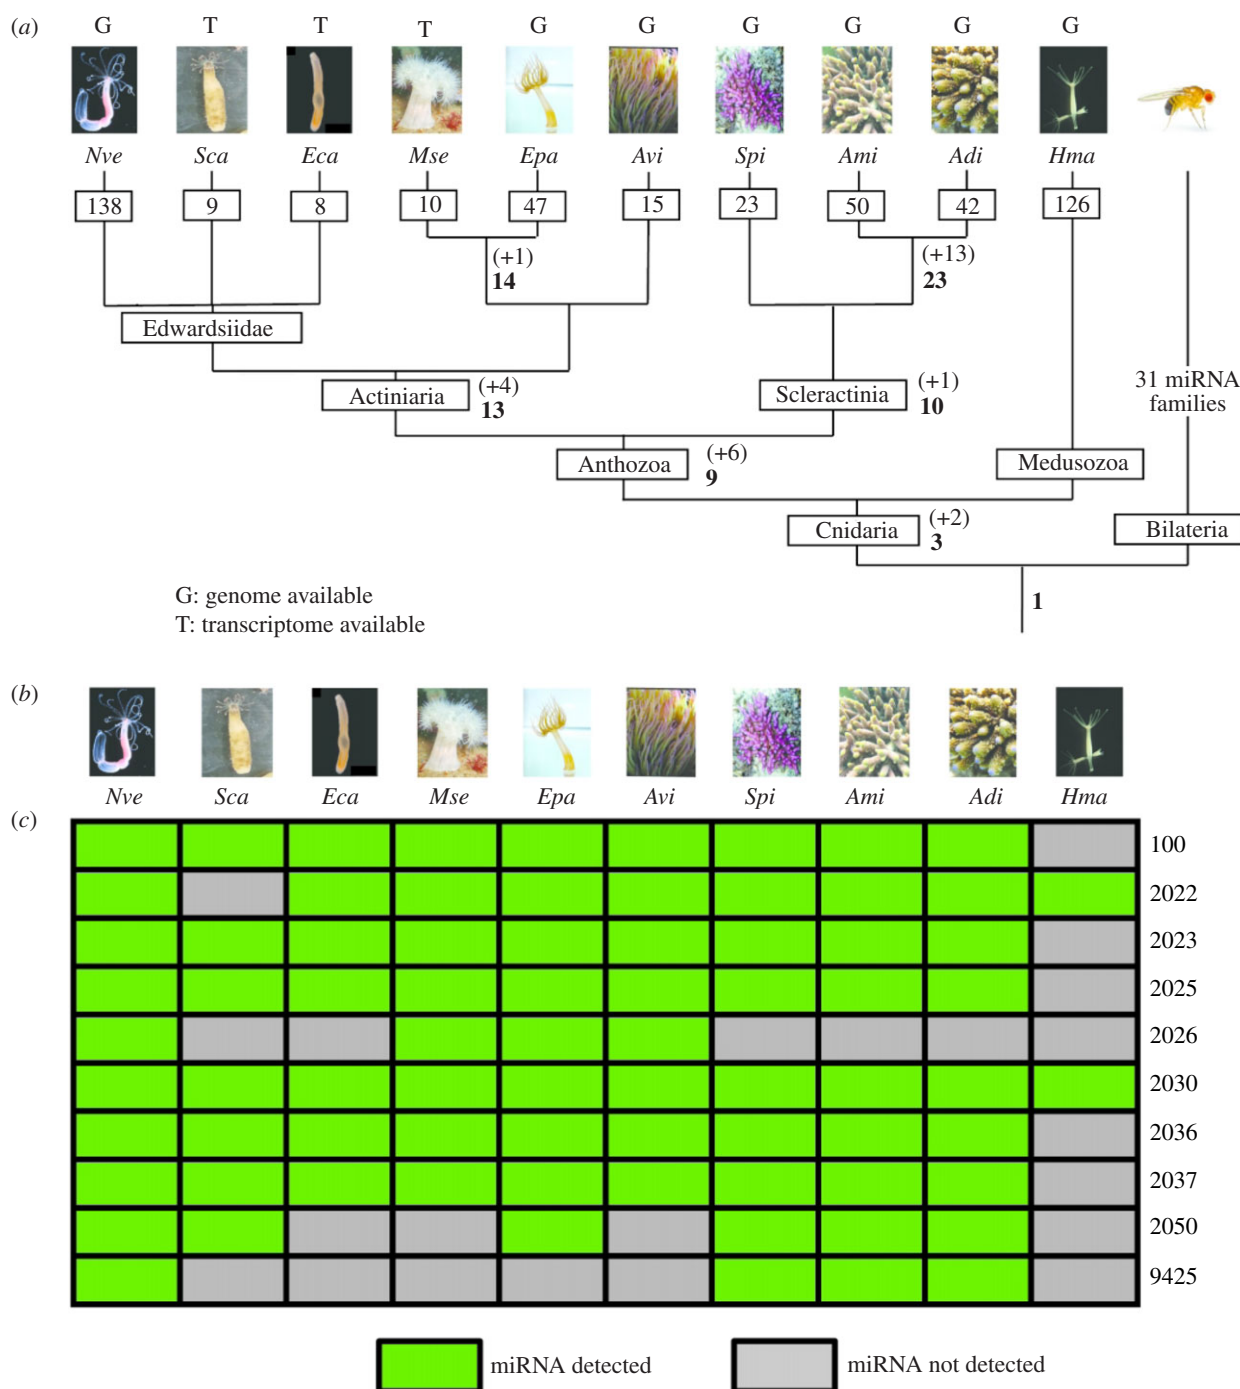 (a) G T T T G G G G G G
Nve Sca Eca Mse Epa Avi Spi Ami Adi Hma
138 9 8 10 47 15 23 50 42 126
(+1) (+13)
14 23
Edwardsiidae
31 miRNA
families
Actiniaria (+4) Scleractinia (+1)
13 10
Anthozoa (+6) Medusozoa
9
Cnidaria (+2) Bilateria
3
G: genome available
1
T: transcriptome available
(b)
Nve Sca Eca Mse Epa Avi Spi Ami Adi Hma
(c)
100
2022
2023
2025
2026
2030
2036
2037
2050
9425
miRNA detected miRNA not detected